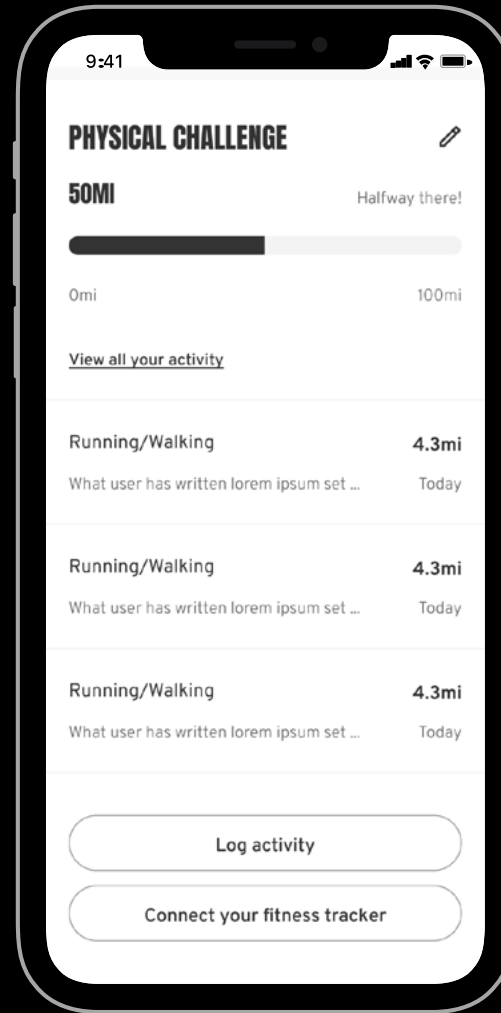 9:41
PHYSICAL CHALLENGE
50MI
Halfway there!
0mi
100mi
View all your activity
Running/Walking
4.3mi
What user has written lorem ipsum set ...
Today
Running/Walking
4.3mi
What user has written lorem ipsum set ...
Today
Running/Walking
4.3mi
What user has written lorem ipsum set ...
Today
Log activity
Connect your fitness tracker